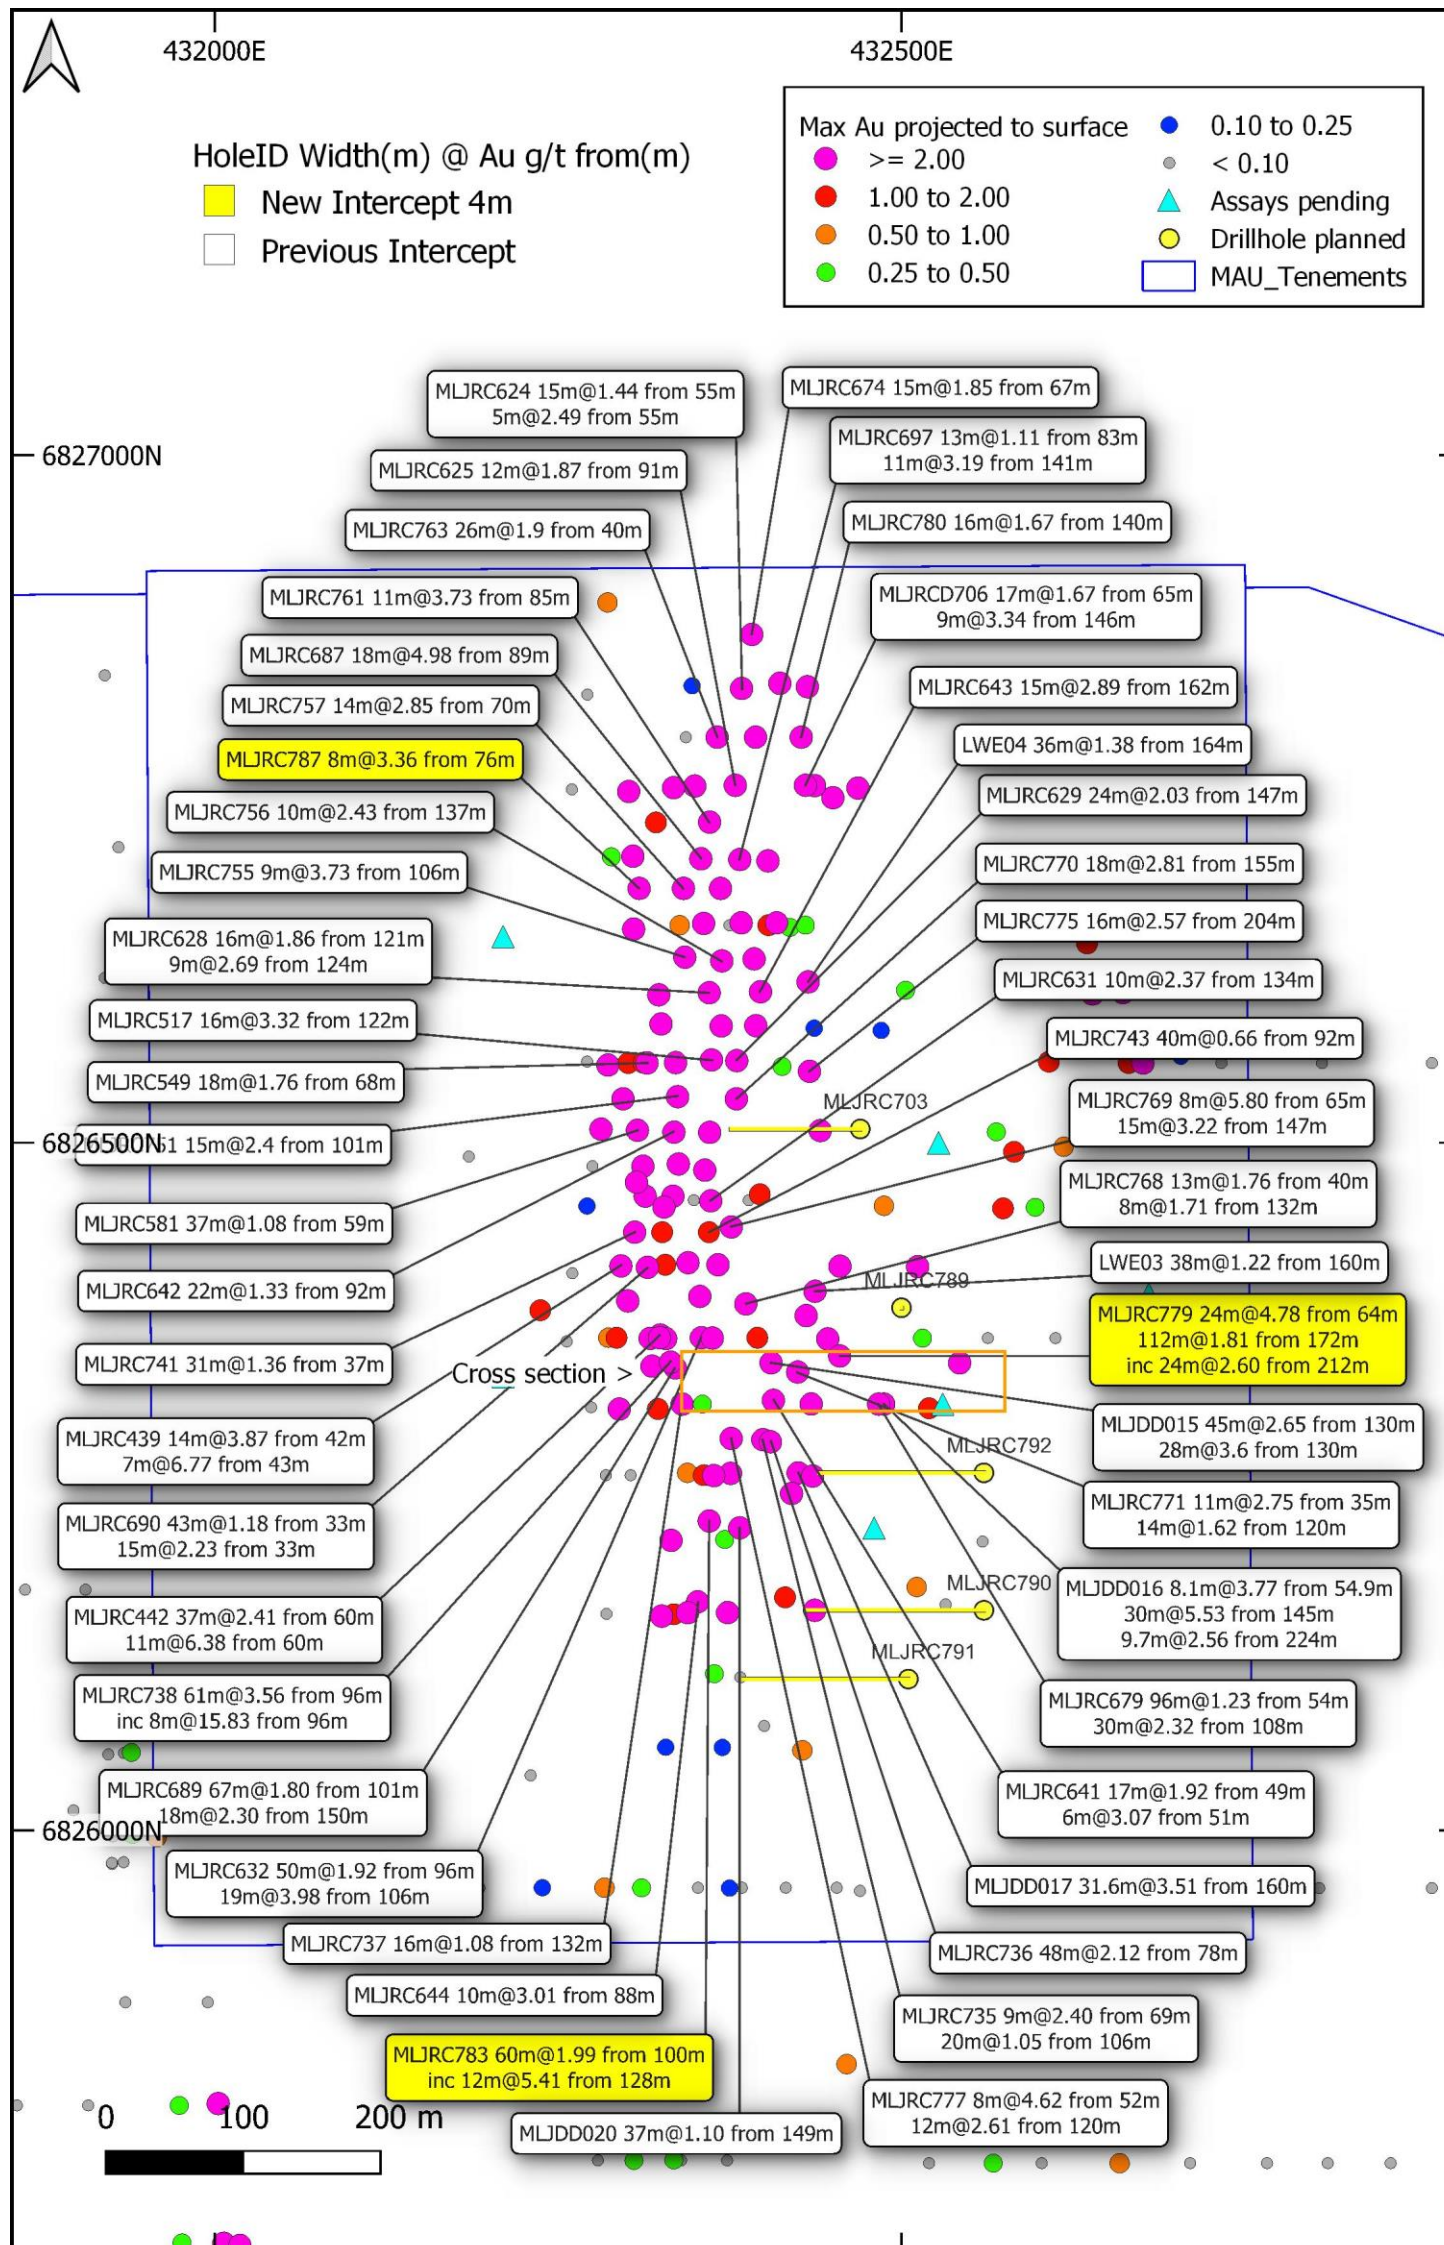 432000E
432500E
HoleID Width(m) @ Au g/t from(m)
New Intercept 4m
Previous Intercept
Max Au projected to surface
>= 2.00
1.00 to 2.00
0.50 to 1.00
0.25 to 0.50
0.10 to 0.25
< 0.10
Assays pending
Drillhole planned
MAU_Tenements
6827000N
6826500N
6826000N
MLJRC624 15m@1.44 from 55m
5m@2.49 from 55m
MLJRC625 12m@1.87 from 91m
MLJRC763 26m@1.9 from 40m
MLJRC761 11m@3.73 from 85m
MLJRC687 18m@4.98 from 89m
MLJRC757 14m@2.85 from 70m
MLJRC787 8m@3.36 from 76m
MLJRC756 10m@2.43 from 137m
MLJRC755 9m@3.73 from 106m
MLJRC628 16m@1.86 from 121m
9m@2.69 from 124m
MLJRC517 16m@3.32 from 122m
MLJRC549 18m@1.76 from 68m
51 15m@2.4 from 101m
MLJRC581 37m@1.08 from 59m
MLJRC642 22m@1.33 from 92m
MLJRC741 31m@1.36 from 37m
MLJRC439 14m@3.87 from 42m
7m@6.77 from 43m
MLJRC690 43m@1.18 from 33m
15m@2.23 from 33m
MLJRC442 37m@2.41 from 60m
11m@6.38 from 60m
MLJRC738 61m@3.56 from 96m
inc 8m@15.83 from 96m
MLJRC689 67m@1.80 from 101m
18m@2.30 from 150m
MLJRC632 50m@1.92 from 96m
19m@3.98 from 106m
MLJRC737 16m@1.08 from 132m
MLJRC644 10m@3.01 from 88m
MLJRC783 60m@1.99 from 100m
inc 12m@5.41 from 128m
MLJDD020 37m@1.10 from 149m
MLJRC674 15m@1.85 from 67m
MLJRC697 13m@1.11 from 83m
11m@3.19 from 141m
MLJRC780 16m@1.67 from 140m
MLJRCD706 17m@1.67 from 65m
9m@3.34 from 146m
MLJRC643 15m@2.89 from 162m
LWE04 36m@1.38 from 164m
MLJRC629 24m@2.03 from 147m
MLJRC770 18m@2.81 from 155m
MLJRC775 16m@2.57 from 204m
MLJRC631 10m@2.37 from 134m
MLJRC743 40m@0.66 from 92m
MLJRC769 8m@5.80 from 65m
15m@3.22 from 147m
MLJRC768 13m@1.76 from 40m
8m@1.71 from 132m
LWE03 38m@1.22 from 160m
MLJRC779 24m@4.78 from 64m
112m@1.81 from 172m
inc 24m@2.60 from 212m
MLJDD015 45m@2.65 from 130m
28m@3.6 from 130m
MLJRC771 11m@2.75 from 35m
14m@1.62 from 120m
MLJDD016 8.1m@3.77 from 54.9m
30m@5.53 from 145m
9.7m@2.56 from 224m
MLJRC679 96m@1.23 from 54m
30m@2.32 from 108m
MLJRC641 17m@1.92 from 49m
6m@3.07 from 51m
MLJDD017 31.6m@3.51 from 160m
MLJRC736 48m@2.12 from 78m
MLJRC735 9m@2.40 from 69m
20m@1.05 from 106m
MLJRC777 8m@4.62 from 52m
12m@2.61 from 120m
MLJRC703
MLJRC789
Cross section >
MLJRC792
MLJRC790
MLJRC791
0 100 200 m